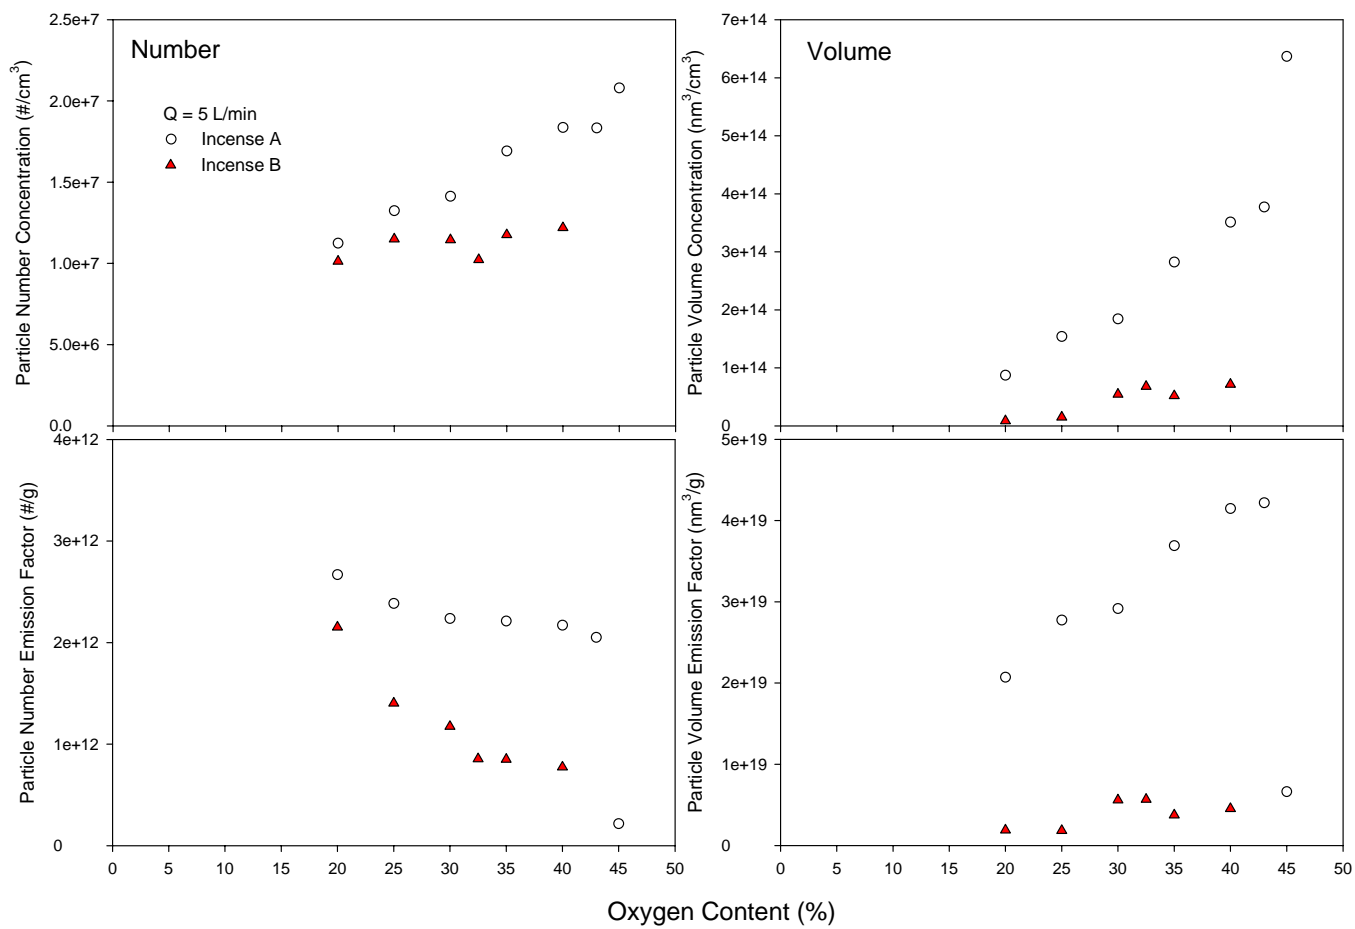 Number
Q = 5 L/min
Incense A
Incense B
Particle Number Concentration (#/cm³)
2.5e+7
2.0e+7
1.5e+7
1.0e+7
5.0e+6
0.0
Volume
Particle Volume Concentration (nm³/cm³)
7e+14
6e+14
5e+14
4e+14
3e+14
2e+14
1e+14
0
Particle Number Emission Factor (#/g)
4e+12
3e+12
2e+12
1e+12
0
0 5 10 15 20 25 30 35 40 45 50
Particle Volume Emission Factor (nm³/g)
5e+19
4e+19
3e+19
2e+19
1e+19
0
0 5 10 15 20 25 30 35 40 45 50
Oxygen Content (%)